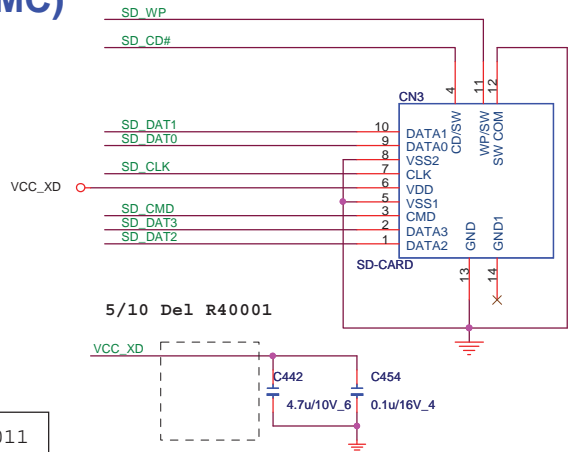 MC)
SD_WP
SD_CD#
CN3
4
11
12
CD/SW
WP/SW
SW COM
SD_DAT1
10
DATA1
SD_DAT0
9
DATA0
8
VSS2
SD_CLK
7
CLK
VCC_XD
6
VDD
5
VSS1
SD_CMD
3
CMD
SD_DAT3
2
DATA3
SD_DAT2
1
DATA2
GND
GND1
SD-CARD
13
14
5/10 Del R40001
VCC_XD
C442
C454
4.7u/10V_6
0.1u/16V_4
011